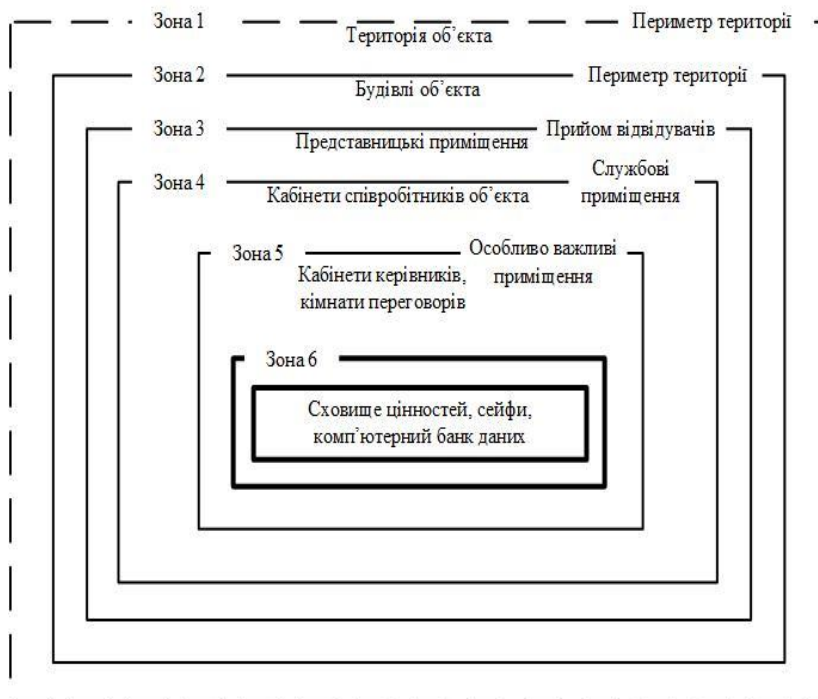 Зона 1
Периметр території
Територія об’єкта
Зона 2
Периметр території
Будівлі об’єкта
Зона 3
Прийом відвідувачів
Представницькі приміщення
Зона 4
Службові
приміщення
Кабінети співробітників об’єкта
Зона 5
Особливо важливі
приміщення
Кабінети керівників,
кімнати переговорів
Зона 6
Сховище цінностей, сейфи,
комп’ютерний банк даних